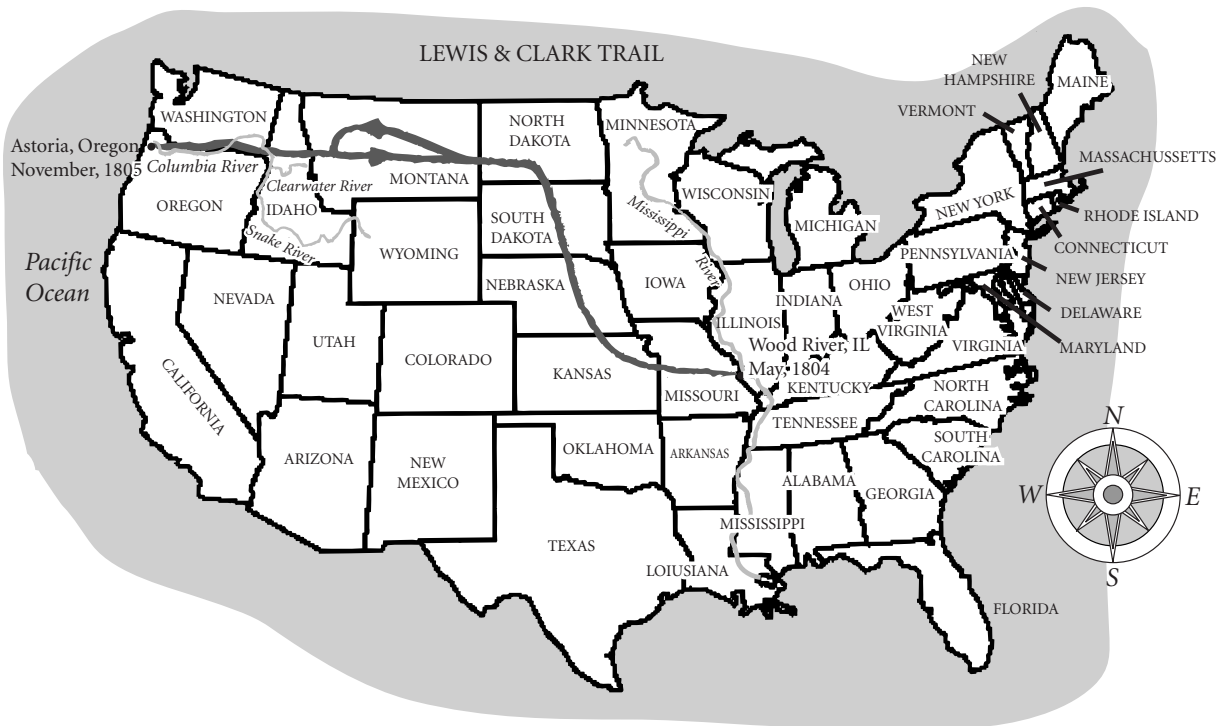 LEWIS & CLARK TRAIL
NEW
HAMPSHIRE
MAINE
VERMONT
WASHINGTON
NORTH
DAKOTA
MINNESOTA
Astoria, Oregon
November, 1805
Columbia River
MASSACHUSSETTS
Clearwater River
MONTANA
WISCONSIN
OREGON
IDAHO
NEW YORK
RHODE ISLAND
SOUTH
DAKOTA
Mississippi
River
MICHIGAN
CONNECTICUT
Snake River
WYOMING
PENNSYLVANIA
Pacific
Ocean
NEW JERSEY
NEBRASKA
IOWA
OHIO
NEVADA
INDIANA
DELAWARE
WEST
VIRGINIA
ILLINOIS
UTAH
Wood River, IL
May, 1804
VIRGINIA
MARYLAND
COLORADO
KANSAS
CALIFORNIA
MISSOURI
KENTUCKY
NORTH
CAROLINA
TENNESSEE
N
SOUTH
CAROLINA
OKLAHOMA
ARKANSAS
ARIZONA
NEW
MEXICO
ALABAMA
GEORGIA
W
E
MISSISSIPPI
TEXAS
LOIUSIANA
S
FLORIDA